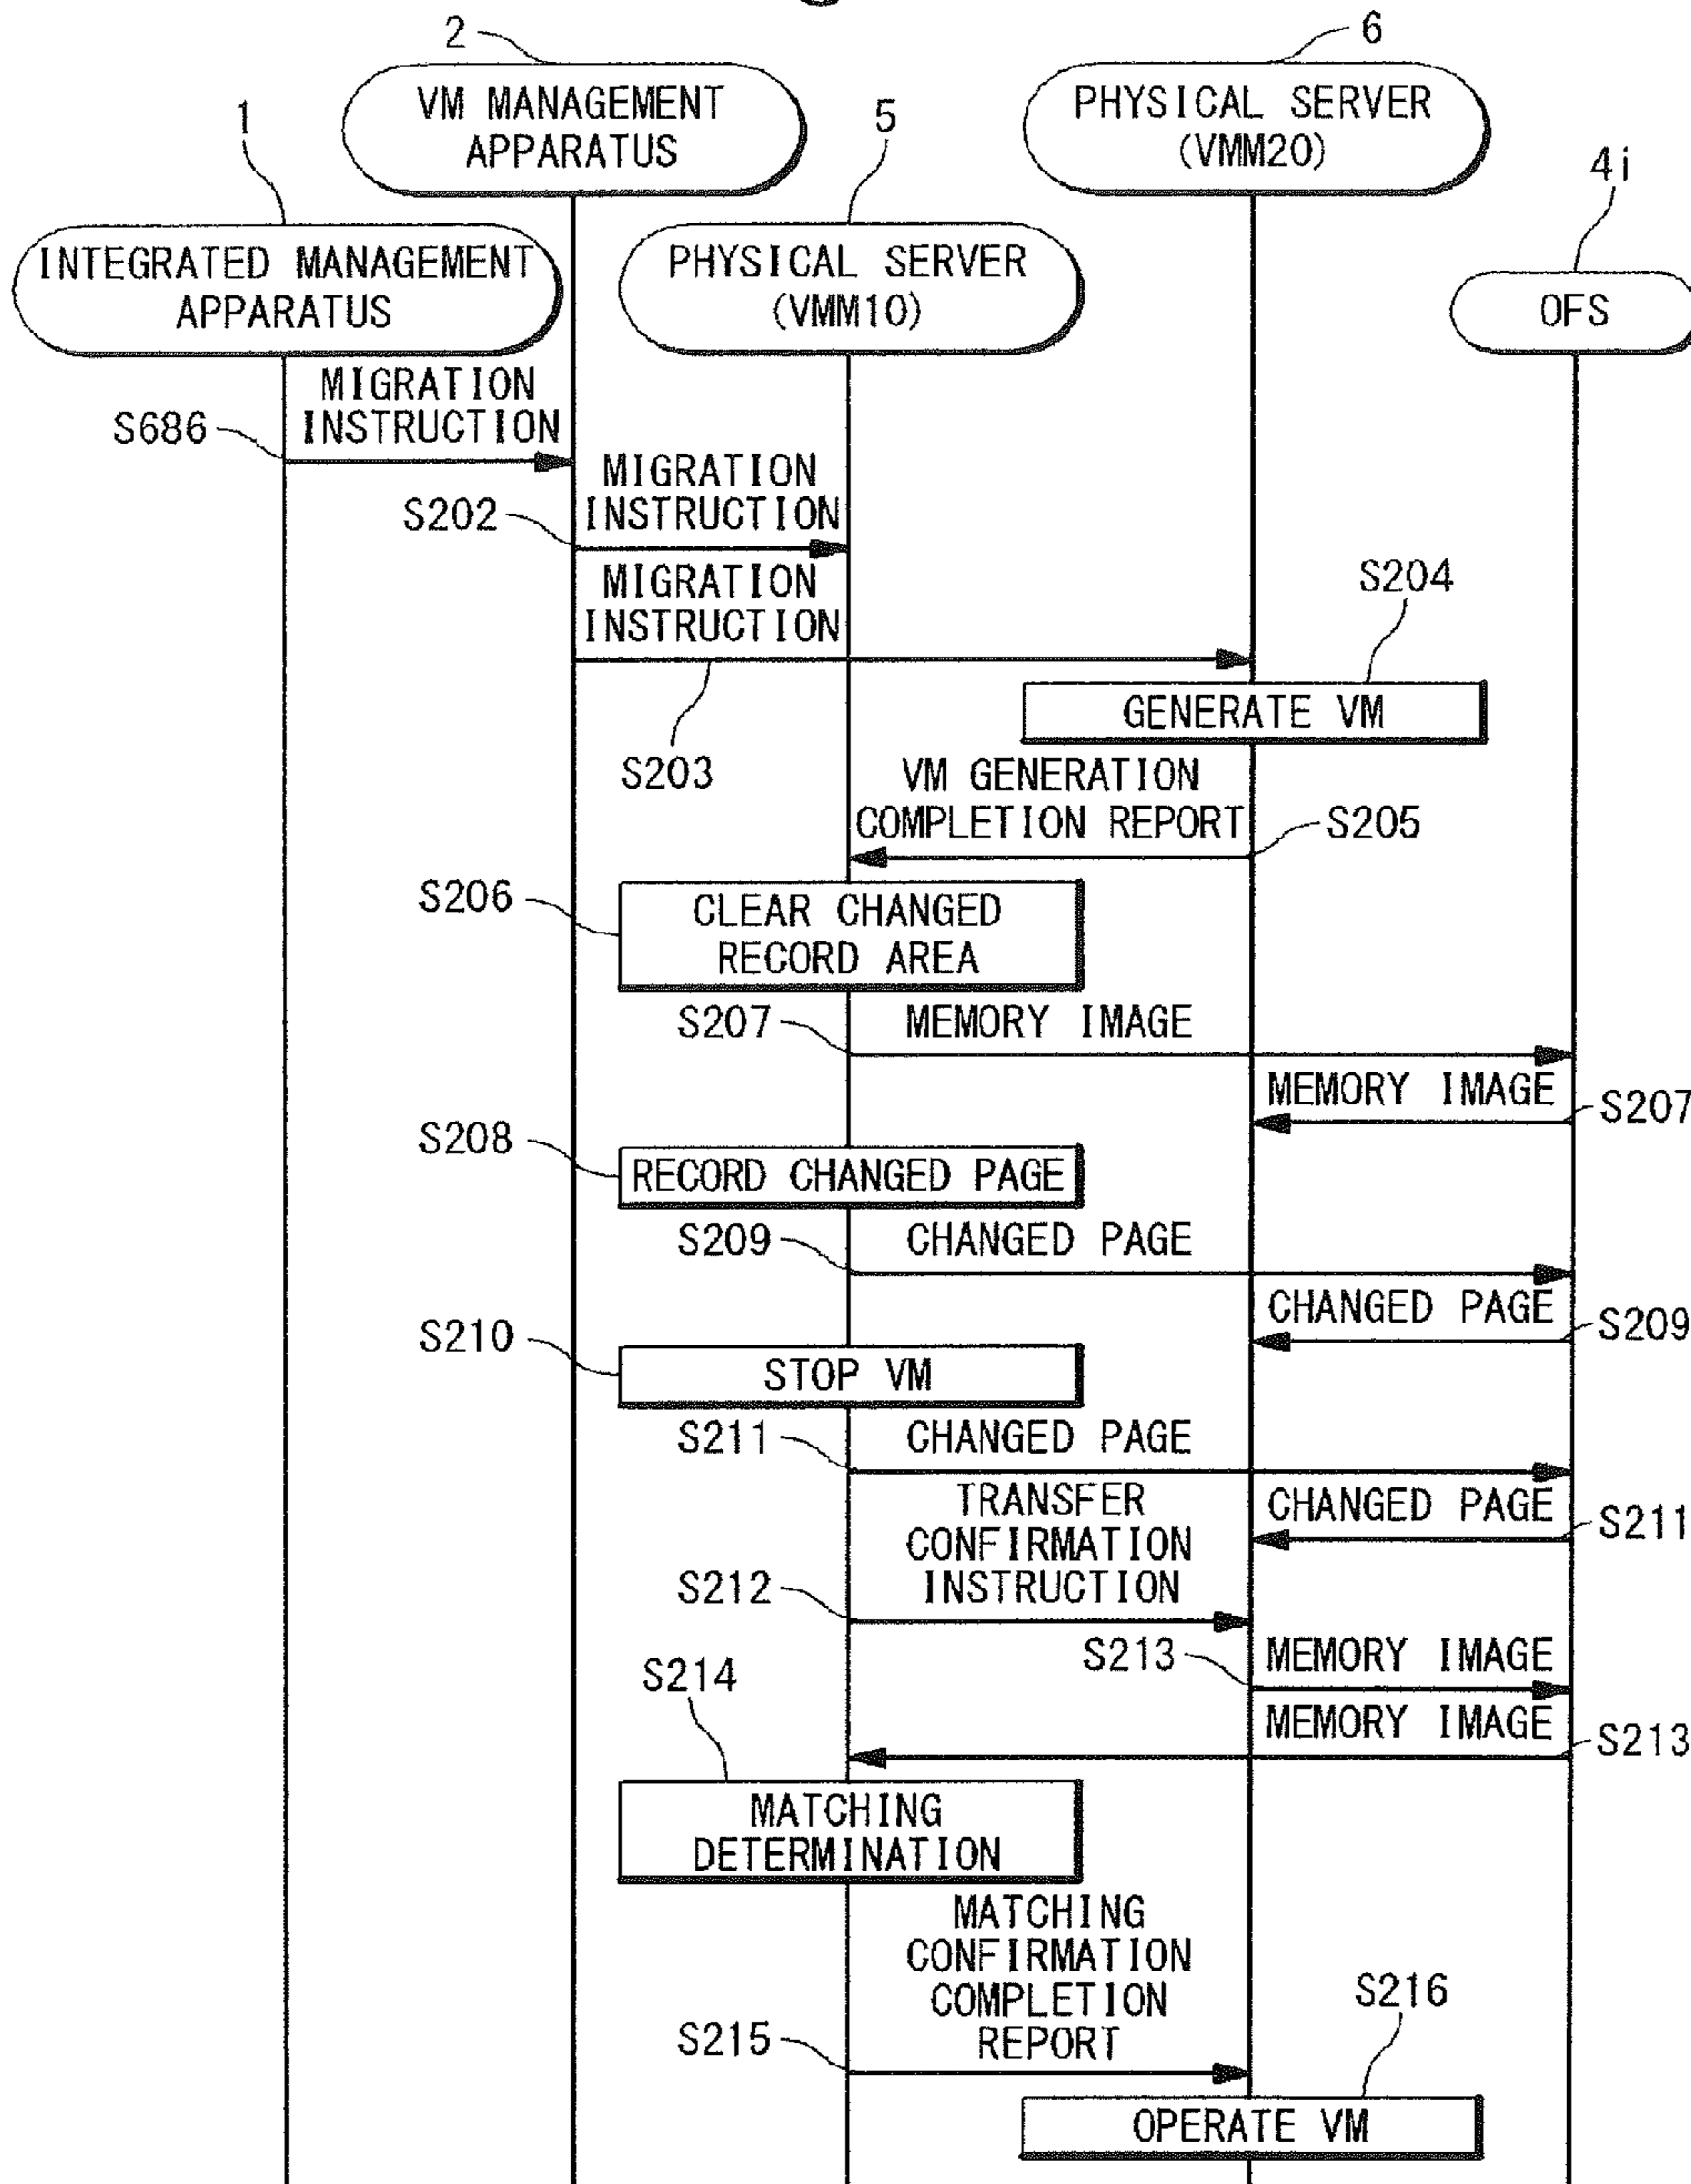 2
6
VM MANAGEMENT
APPARATUS
PHYSICAL SERVER
(VMM20)
1
5
4i
INTEGRATED MANAGEMENT
APPARATUS
PHYSICAL SERVER
(VMM10)
OFS
MIGRATION
INSTRUCTION
S686
MIGRATION
INSTRUCTION
S202
MIGRATION
INSTRUCTION
S204
GENERATE VM
S203
VM GENERATION
COMPLETION REPORT
S205
S206
CLEAR CHANGED
RECORD AREA
S207
MEMORY IMAGE
MEMORY IMAGE
S207
S208
RECORD CHANGED PAGE
S209
CHANGED PAGE
CHANGED PAGE
S209
S210
STOP VM
S211
CHANGED PAGE
CHANGED PAGE
S211
TRANSFER
CONFIRMATION
INSTRUCTION
S212
S213
MEMORY IMAGE
S214
MEMORY IMAGE
S213
MATCHING
DETERMINATION
MATCHING
CONFIRMATION
COMPLETION
REPORT
S215
S216
OPERATE VM